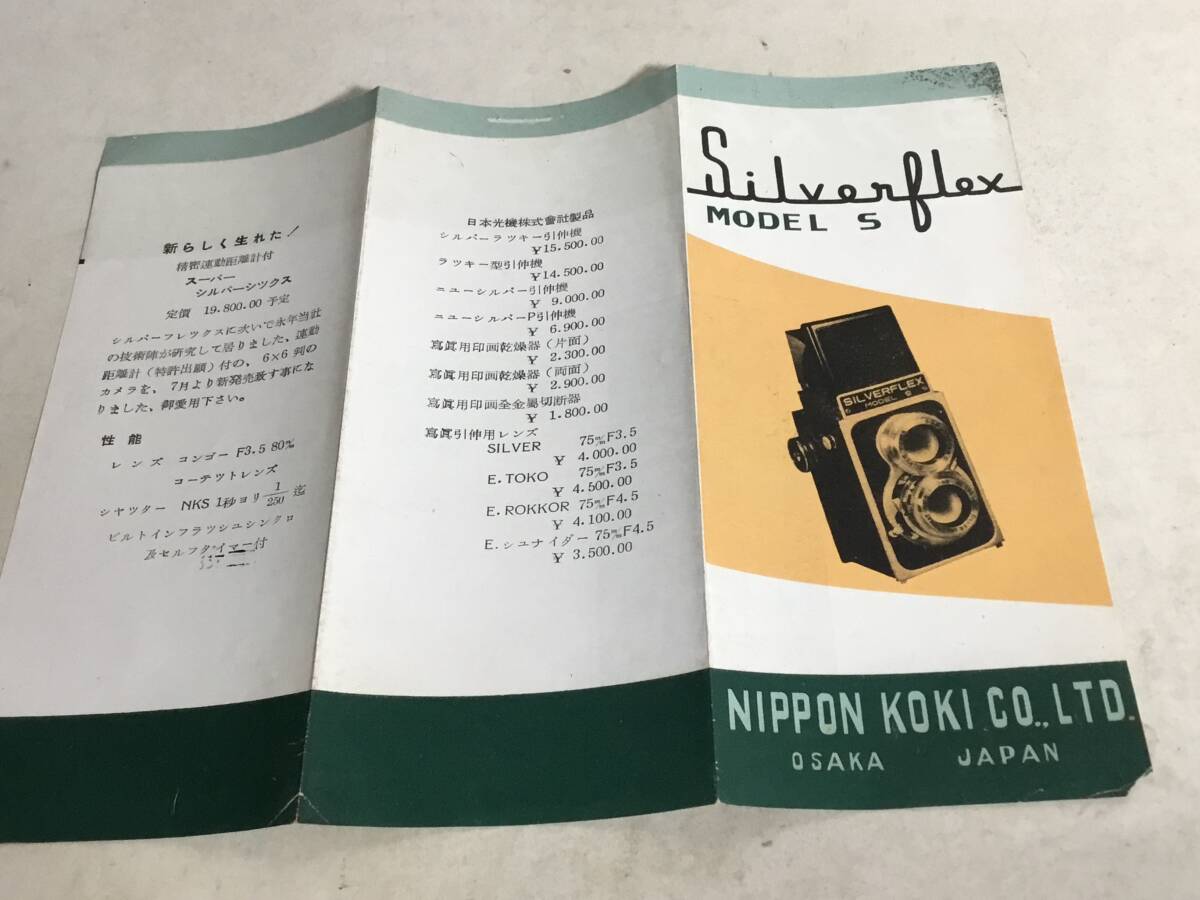 新らしく生れた!
精密連動距離計付
スーパー
シルバーシツクス
定價 19.800.00 予定
シルバーフレツクスに次いで永年当社
の技術陣が研究して居りました、連動
距離計(特許出願)付の、6×6判の
カメラを、7月より新発売致す事にな
りました、御愛用下さい。
性能
レンズ コンゴー F3.5 80m/m
コーテツトレンズ
シヤツター NKS 1秒ヨリ 1/250 迄
ビルトインフラツシユシンクロ
及セルフタイマー付
日本光機株式會社製品
シルバーラツキー引伸機
¥15.500.00
ラツキー型引伸機
¥14.500.00
ニユーシルバー引伸機
¥ 9.000.00
ニユーシルバーP引伸機
¥ 6.900.00
寫眞用印画乾燥器(片面)
¥ 2.300.00
寫眞用印画乾燥器(両面)
¥ 2.900.00
寫眞用印画全金属切断器
¥ 1.800.00
寫眞引伸用レンズ
SILVER 75m/mF3.5
¥ 4.000.00
E.TOKO 75m/mF3.5
¥ 4.500.00
E.ROKKOR 75m/mF4.5
¥ 4.100.00
E.シユナイダー 75m/mF4.5
¥ 3.500.00
Silverflex
MODEL S
SILVERFLEX
MODEL S
NIPPON KOKI CO., LTD.
OSAKA JAPAN